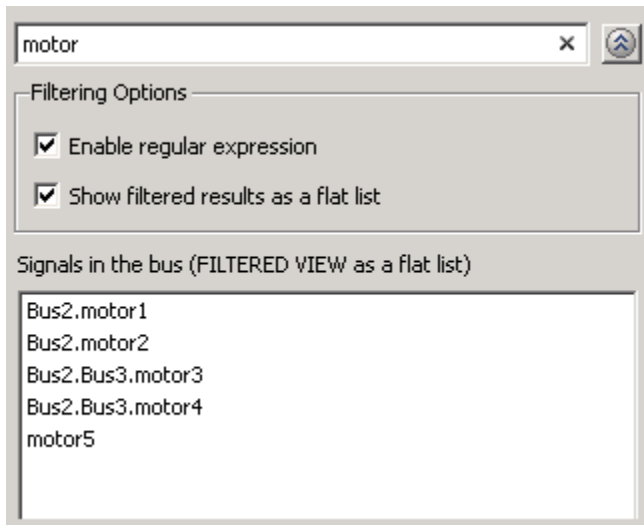 motor
Filtering Options
Enable regular expression
Show filtered results as a flat list
Signals in the bus (FILTERED VIEW as a flat list)
Bus2.motor1
Bus2.motor2
Bus2.Bus3.motor3
Bus2.Bus3.motor4
motor5